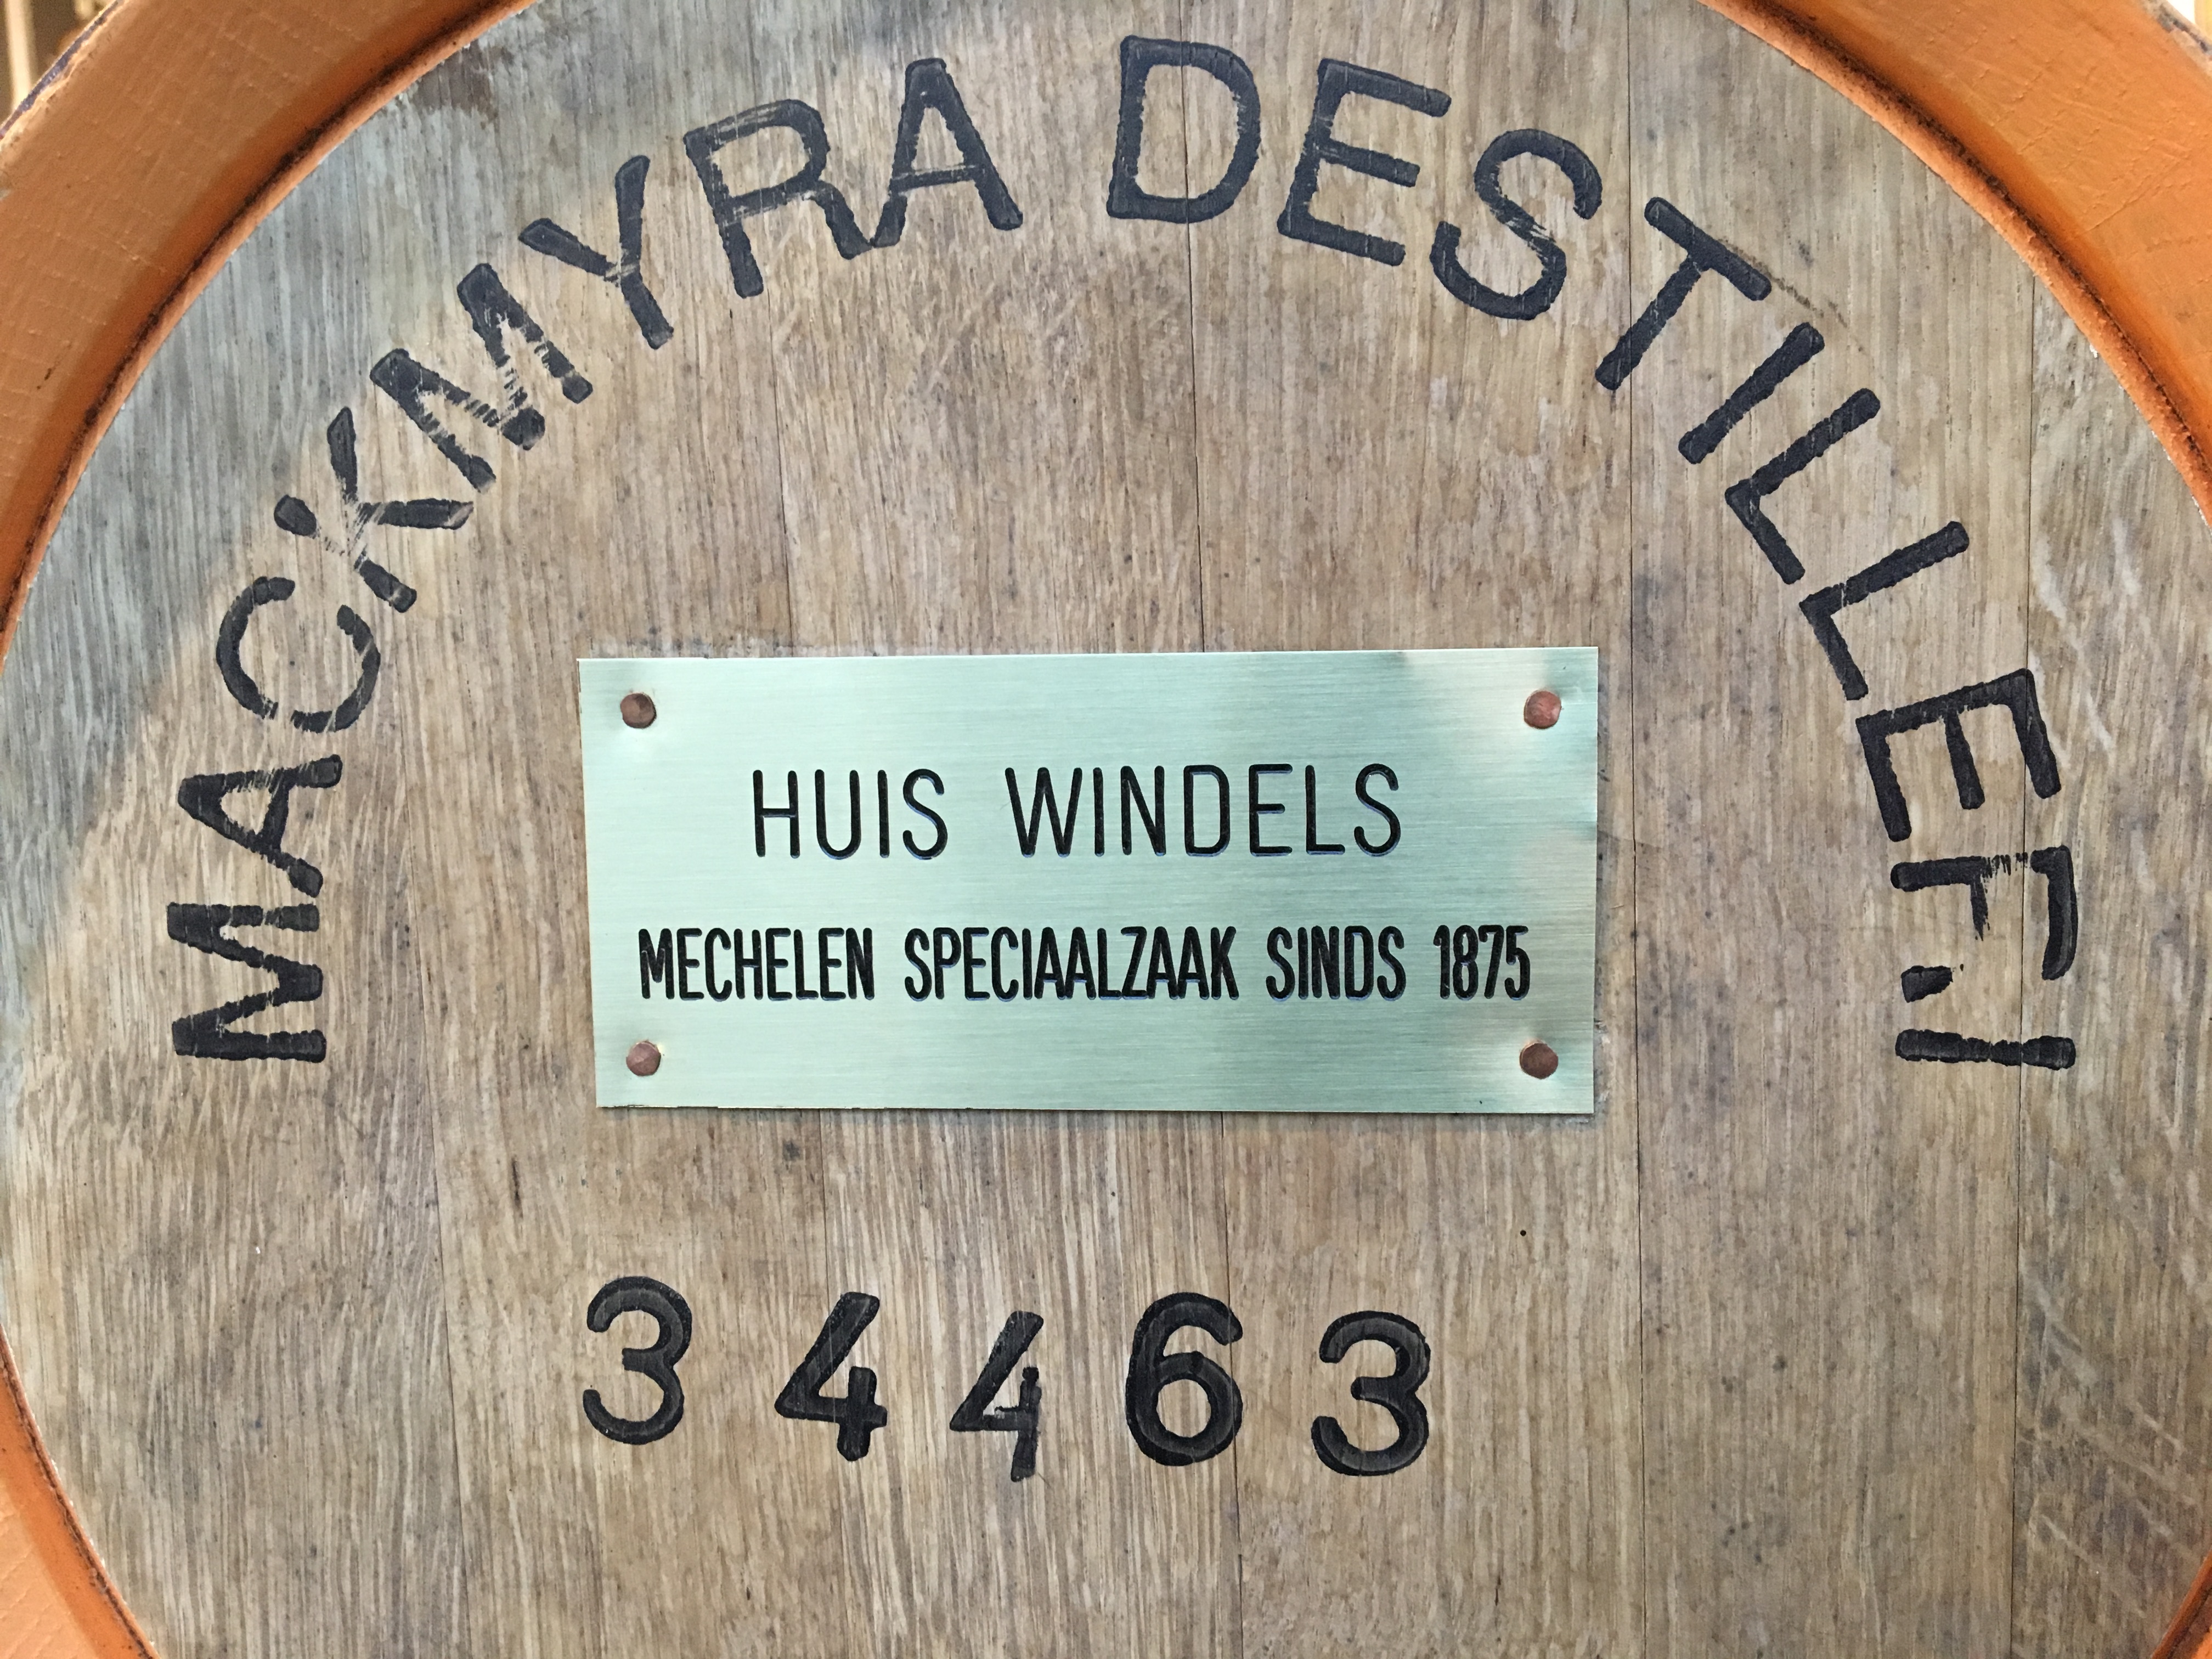 MACKMYRA DESTILLERI
HUIS WINDELS
MECHELEN SPECIAALZAAK SINDS 1875
34463